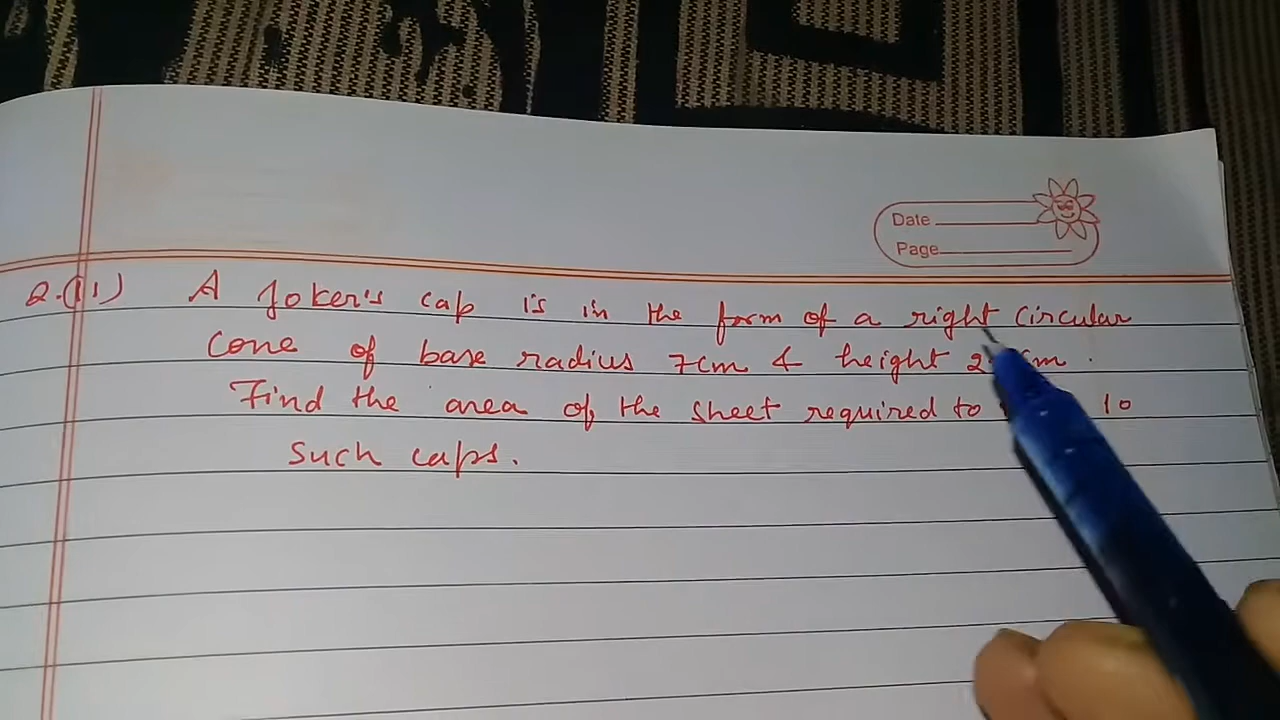 Date
Page
Q.(11) A Joker's cap is in the form of a right circular
cone of base radius 7cm & height cm.
Find the area of the sheet required to 10
such caps.